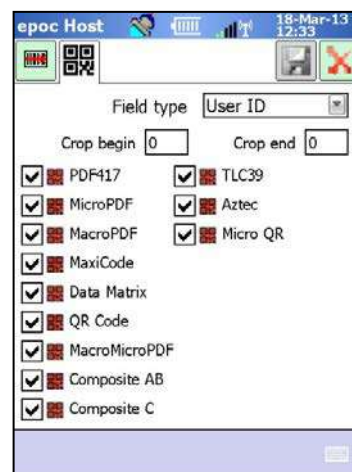 epoc Host 18-Mar-13
12:33
Field type User ID
Crop begin 0 Crop end 0
PDF417 TLC39
MicroPDF Aztec
MacroPDF Micro QR
MaxiCode
Data Matrix
QR Code
MacroMicroPDF
Composite AB
Composite C